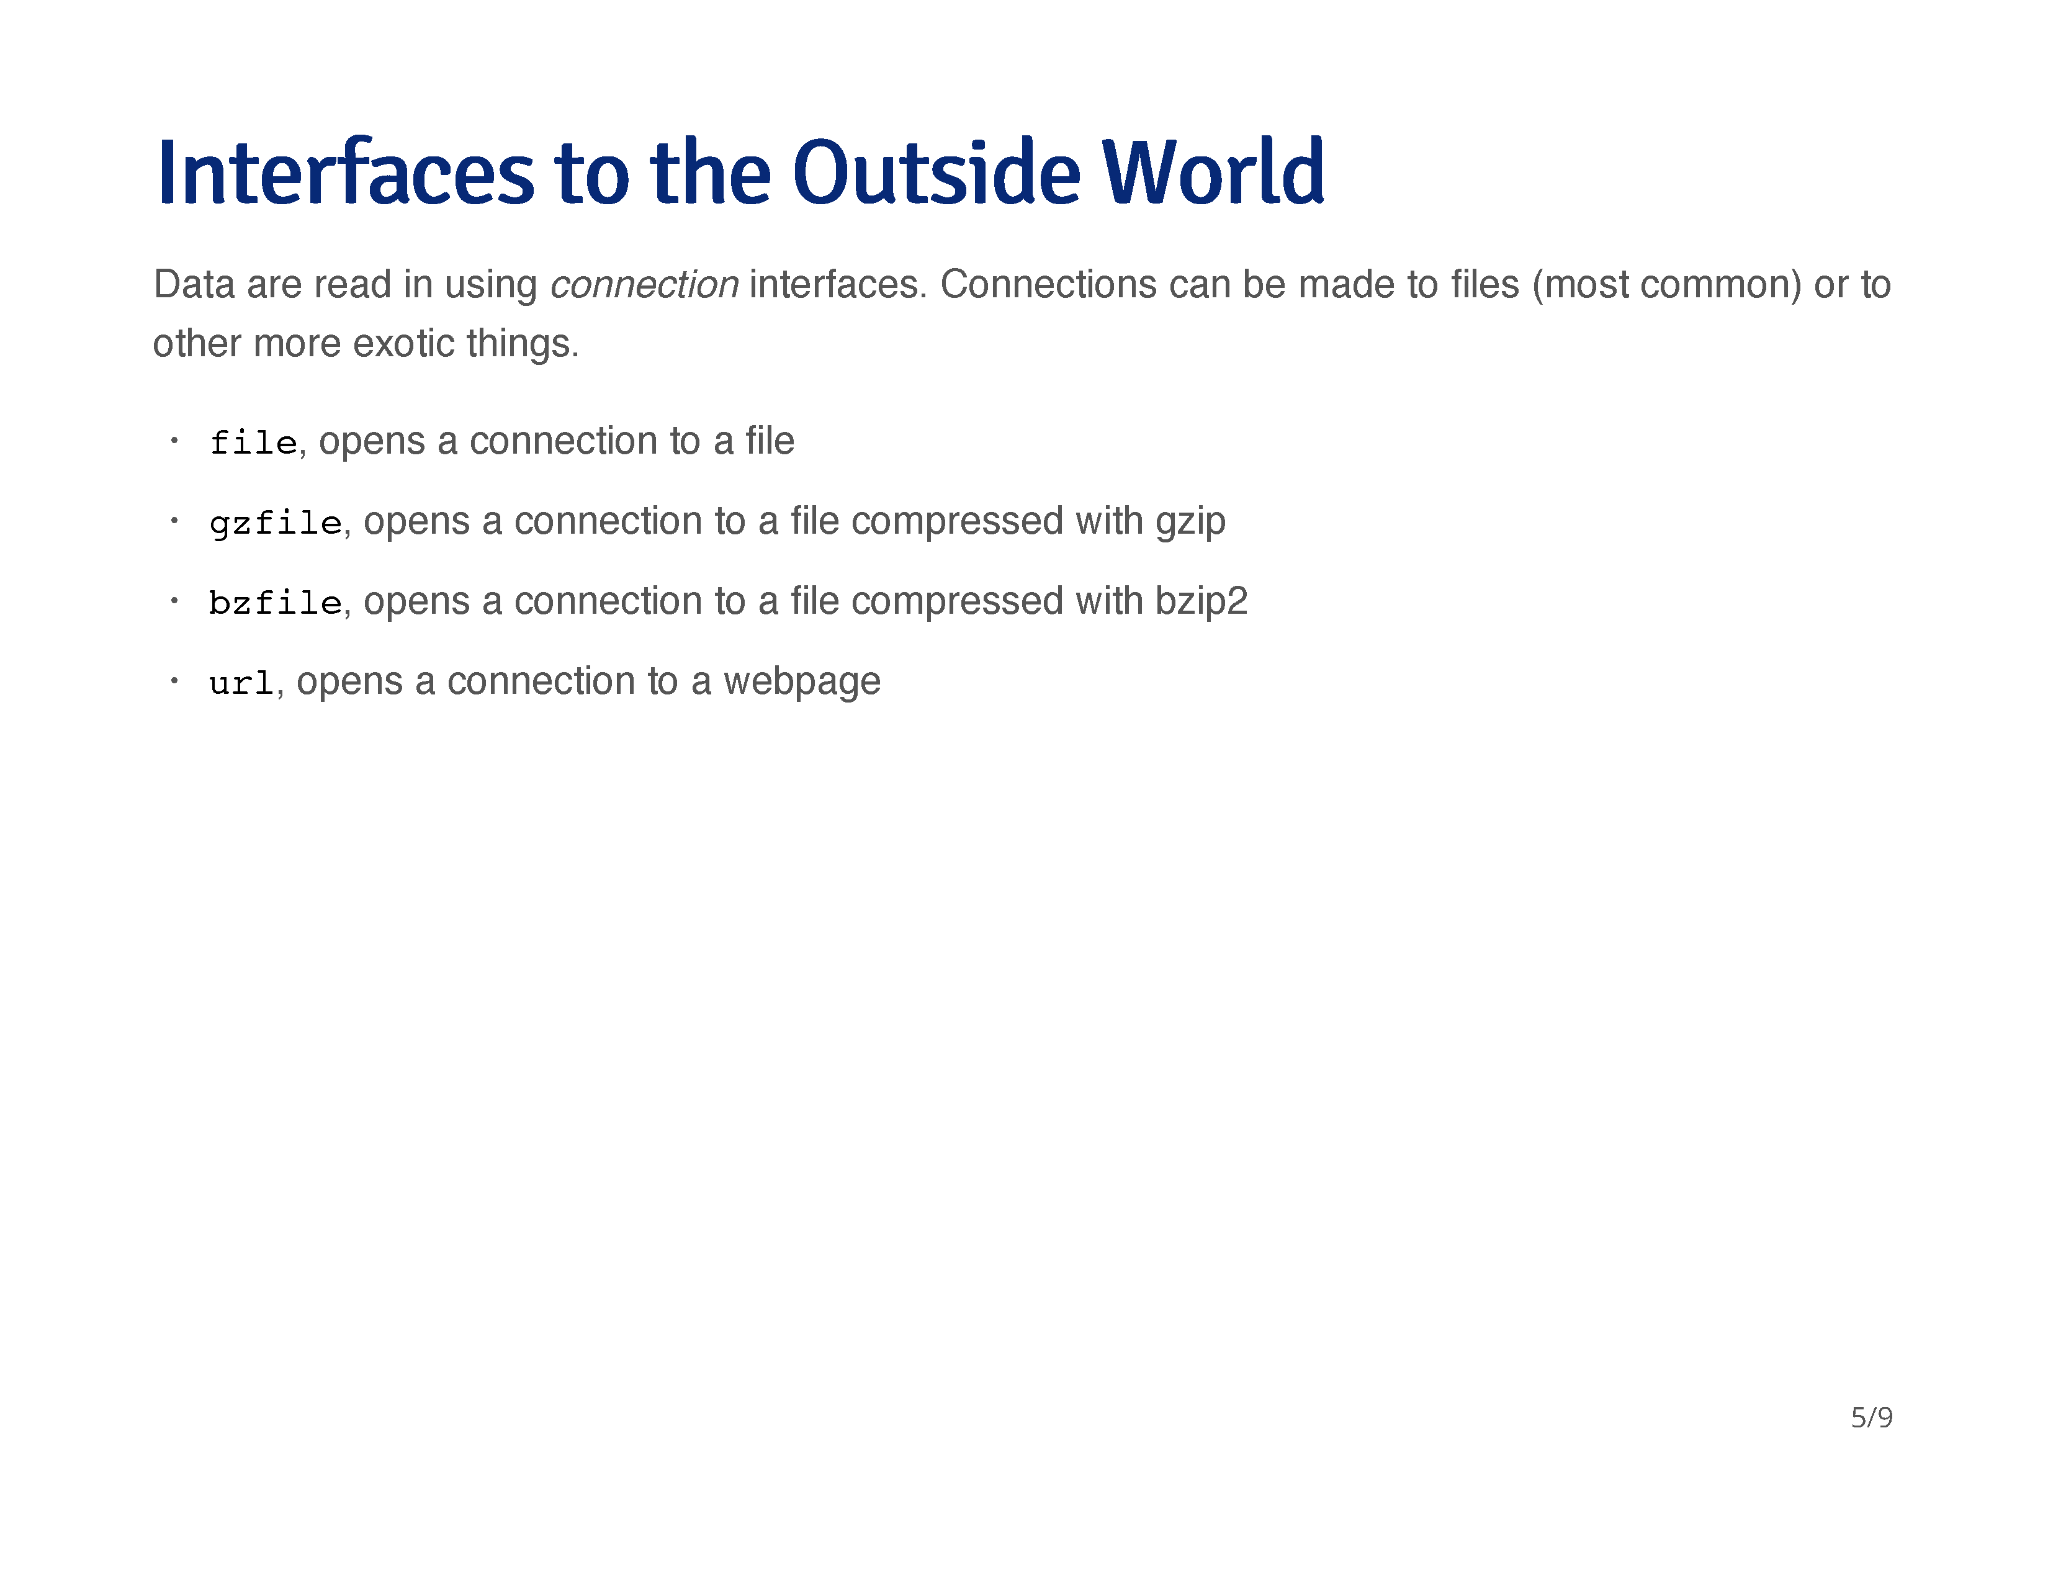 Interfaces to the Outside World
Data are read in using connection interfaces. Connections can be made to files (most common) or to
other more exotic things.
· file, opens a connection to a file
· gzfile, opens a connection to a file compressed with gzip
· bzfile, opens a connection to a file compressed with bzip2
· url, opens a connection to a webpage
5/9